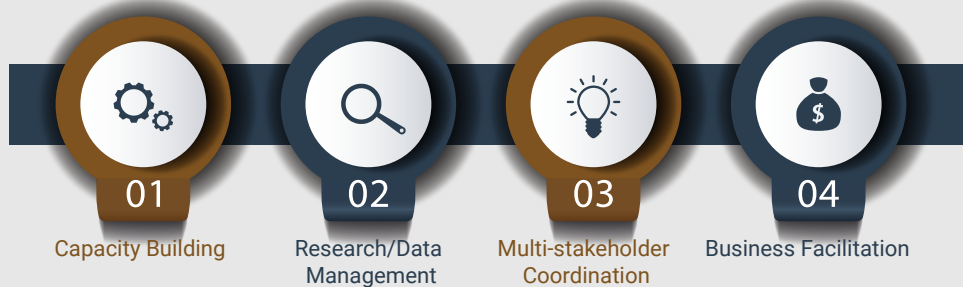 01
Capacity Building
02
Research/Data
Management
03
Multi-stakeholder
Coordination
$
04
Business Facilitation